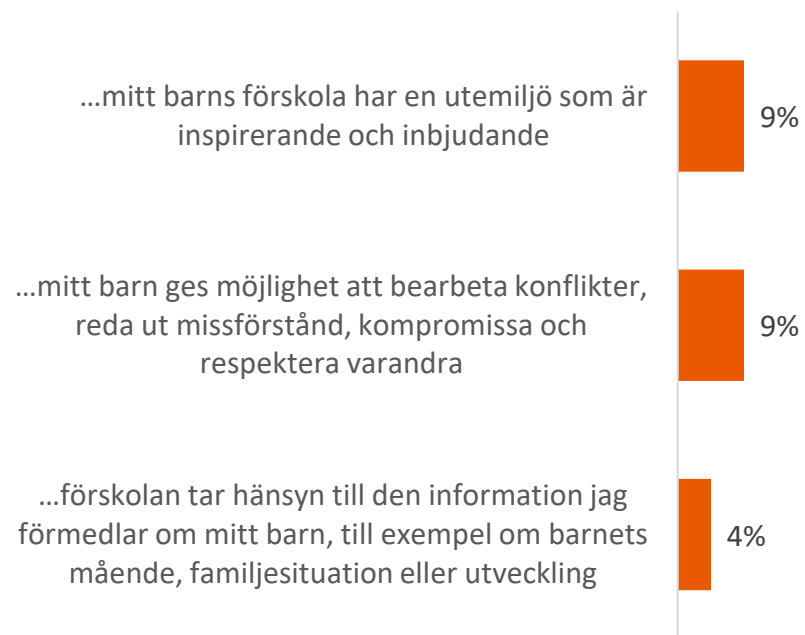 …mitt barns förskola har en utemiljö som är
inspirerande och inbjudande
9%
…mitt barn ges möjlighet att bearbeta konflikter,
reda ut missförstånd, kompromissa och
respektera varandra
9%
…förskolan tar hänsyn till den information jag
förmedlar om mitt barn, till exempel om barnets
mående, familjesituation eller utveckling
4%